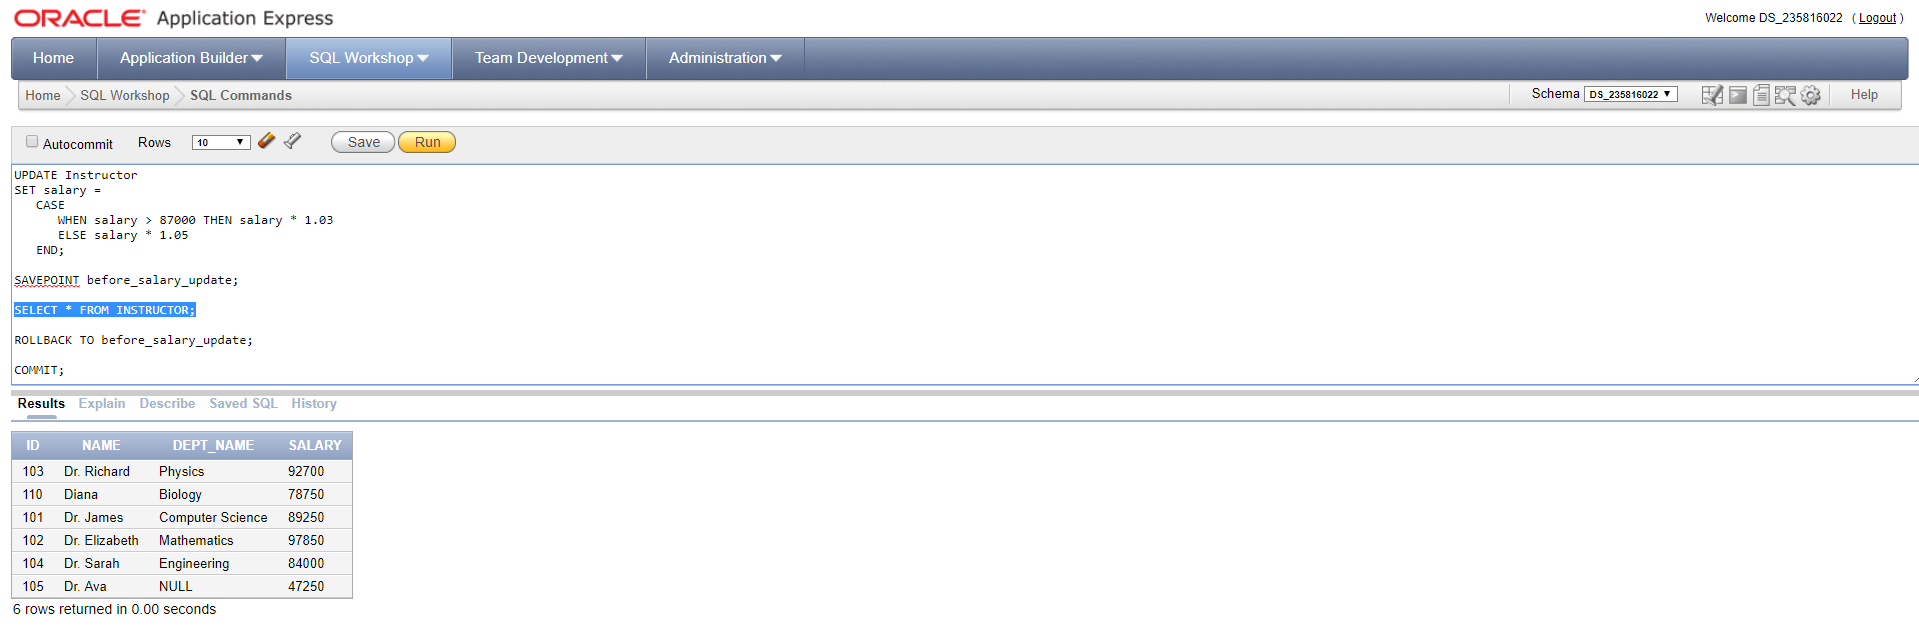 ORACLE® Application Express
Welcome DS_235816022 ( Logout )
Home Application Builder SQL Workshop Team Development Administration
Home SQL Workshop SQL Commands Schema DS_235816022 Help
Autocommit Rows 10 Save Run
UPDATE Instructor
SET salary =
CASE
WHEN salary > 87000 THEN salary * 1.03
ELSE salary * 1.05
END;
SAVEPOINT before_salary_update;
SELECT * FROM INSTRUCTOR;
ROLLBACK TO before_salary_update;
COMMIT;
Results Explain Describe Saved SQL History
ID NAME DEPT_NAME SALARY
103 Dr. Richard Physics 92700
110 Diana Biology 78750
101 Dr. James Computer Science 89250
102 Dr. Elizabeth Mathematics 97850
104 Dr. Sarah Engineering 84000
105 Dr. Ava NULL 47250
6 rows returned in 0.00 seconds